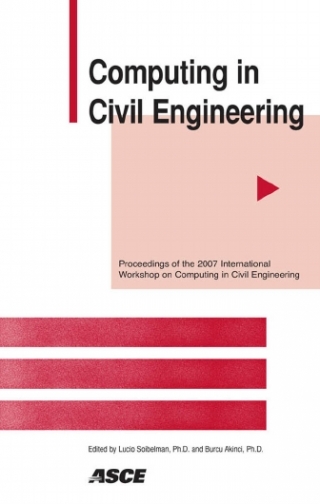 Computing in
Civil Engineering
Proceedings of the 2007 International
Workshop on Computing in Civil Engineering
Edited by Lucio Soibelman, Ph.D. and Burcu Akinci, Ph.D.
ASCE